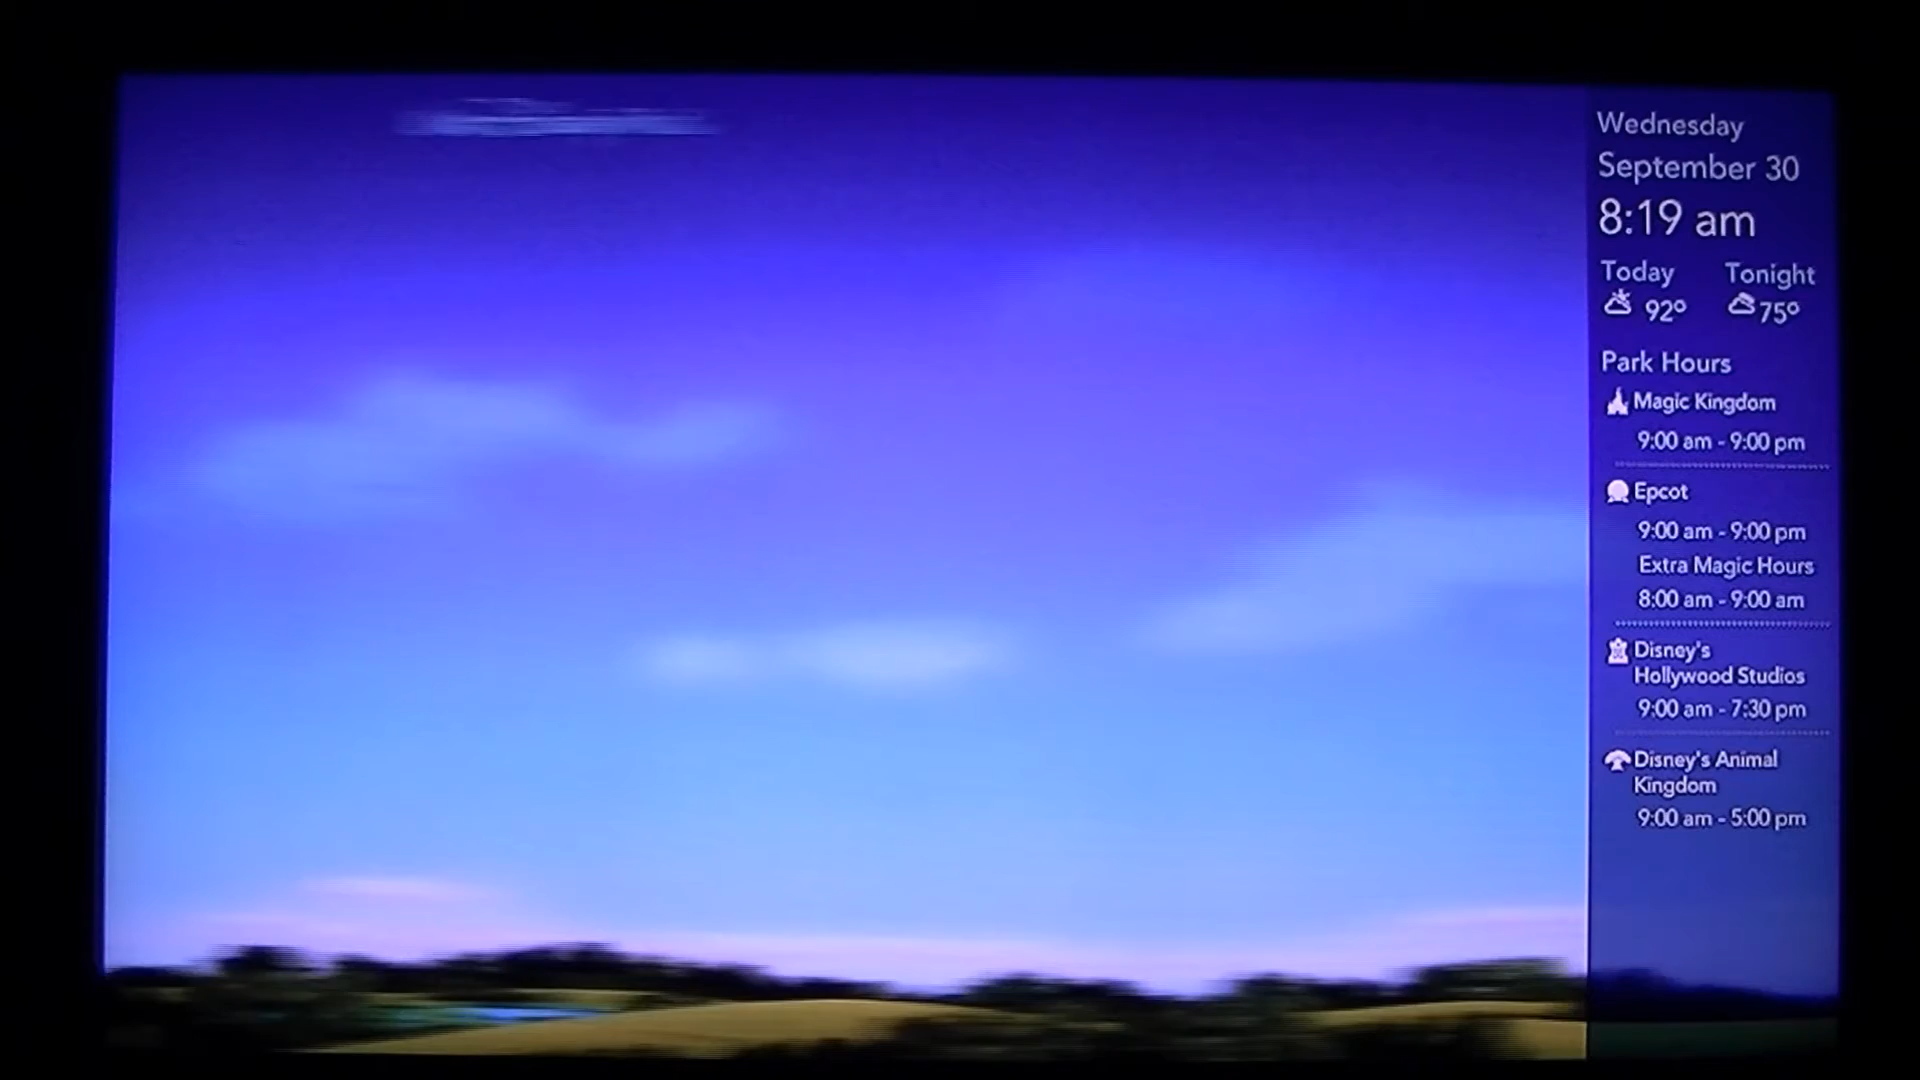 Wednesday
September 30
8:19 am
Today Tonight
92° 75°
Park Hours
Magic Kingdom
9:00 am - 9:00 pm
Epcot
9:00 am - 9:00 pm
Extra Magic Hours
8:00 am - 9:00 am
Disney's
Hollywood Studios
9:00 am - 7:30 pm
Disney's Animal
Kingdom
9:00 am - 5:00 pm